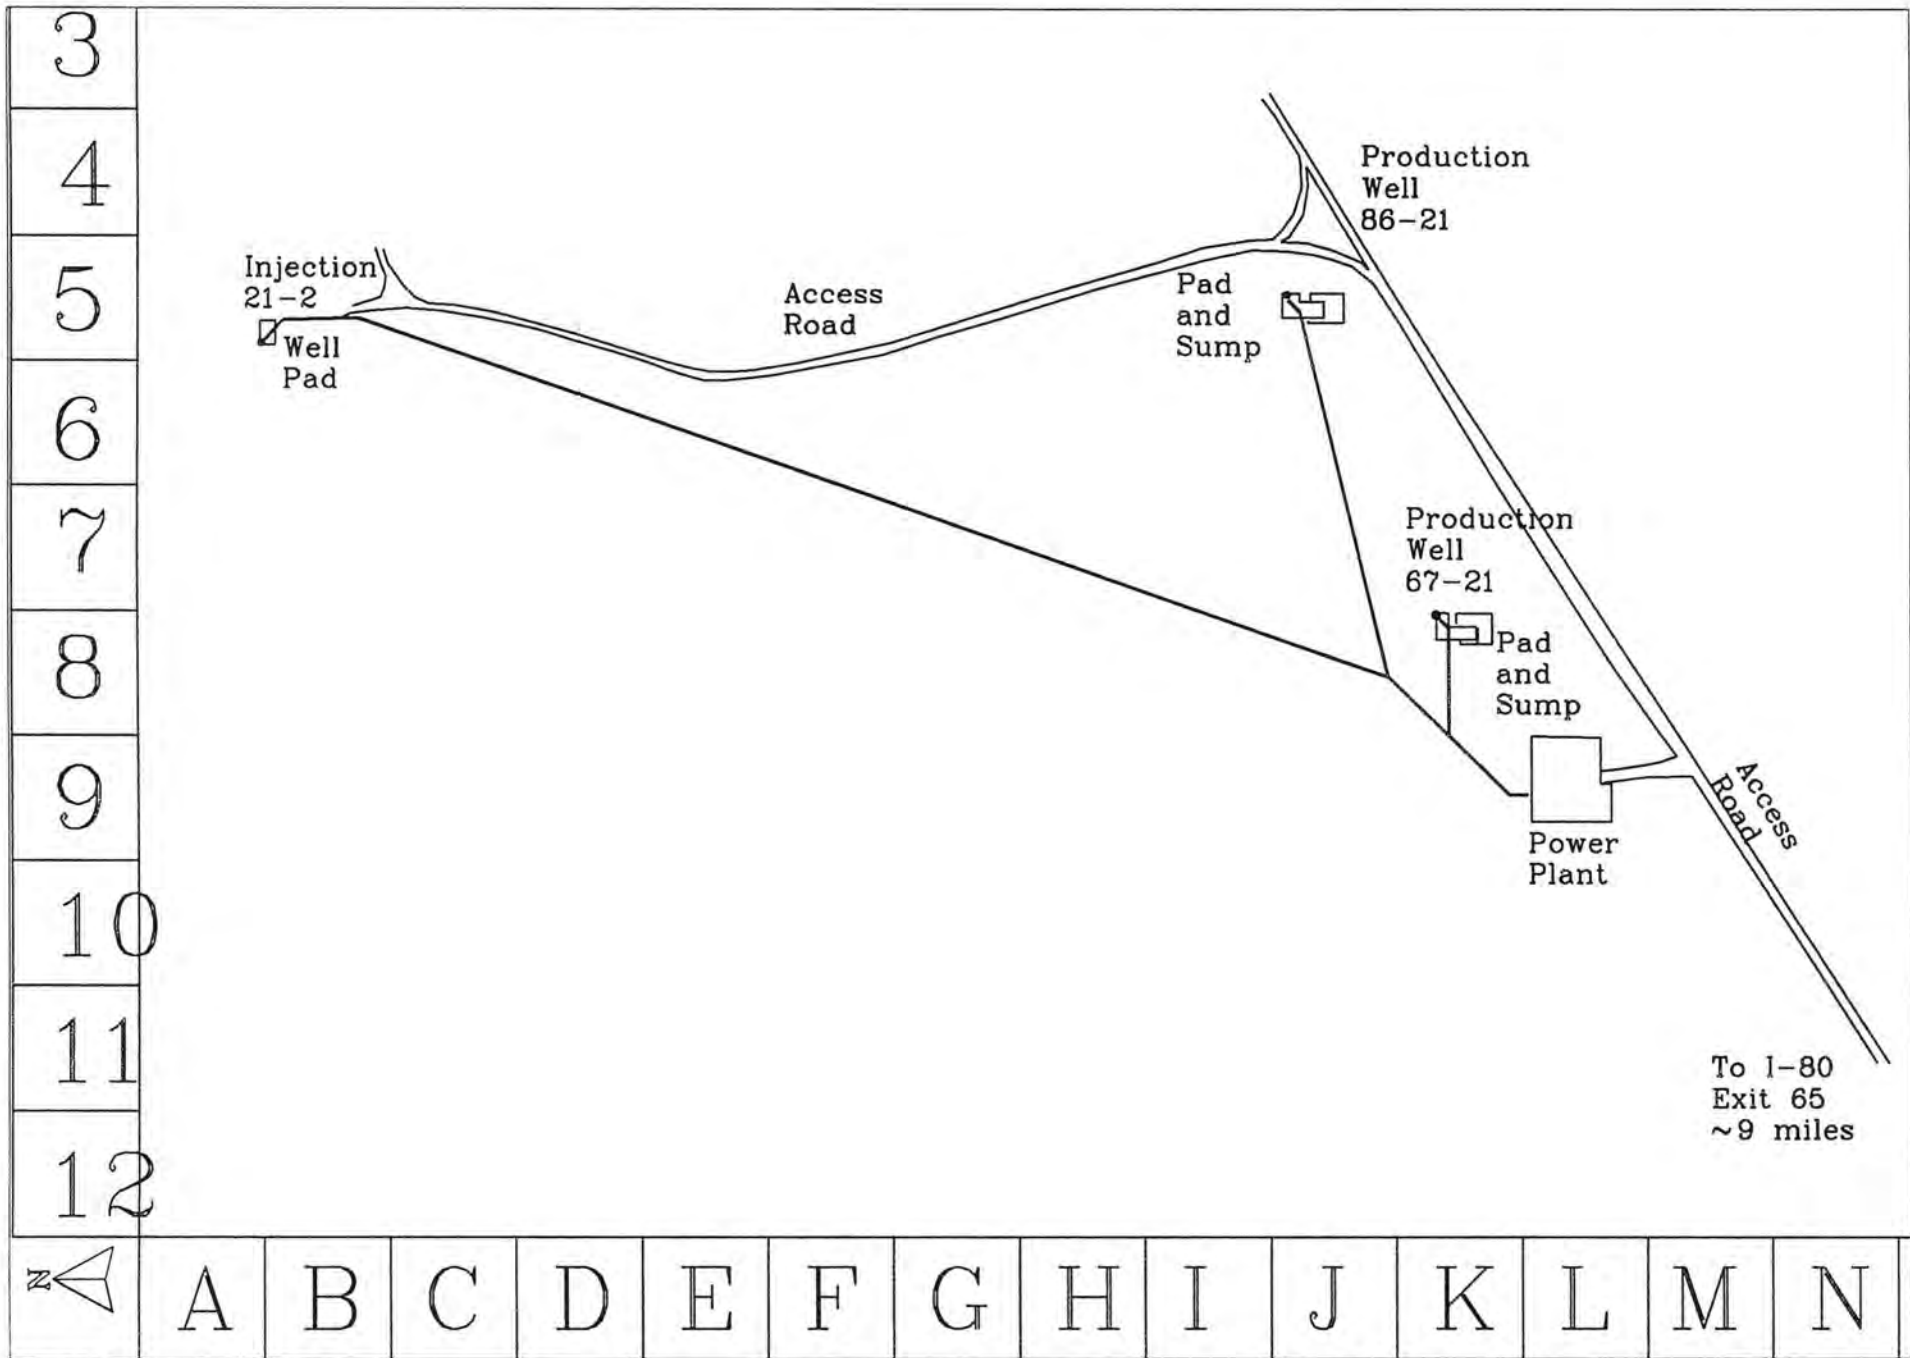 3
4
5
6
7
8
9
10
11
12
Injection
21-2
Well
Pad
Access
Road
Pad
and
Sump
Production
Well
86-21
Production
Well
67-21
Pad
and
Sump
Power
Plant
Access
Road
To I-80
Exit 65
~9 miles
N A B C D E F G H I J K L M N